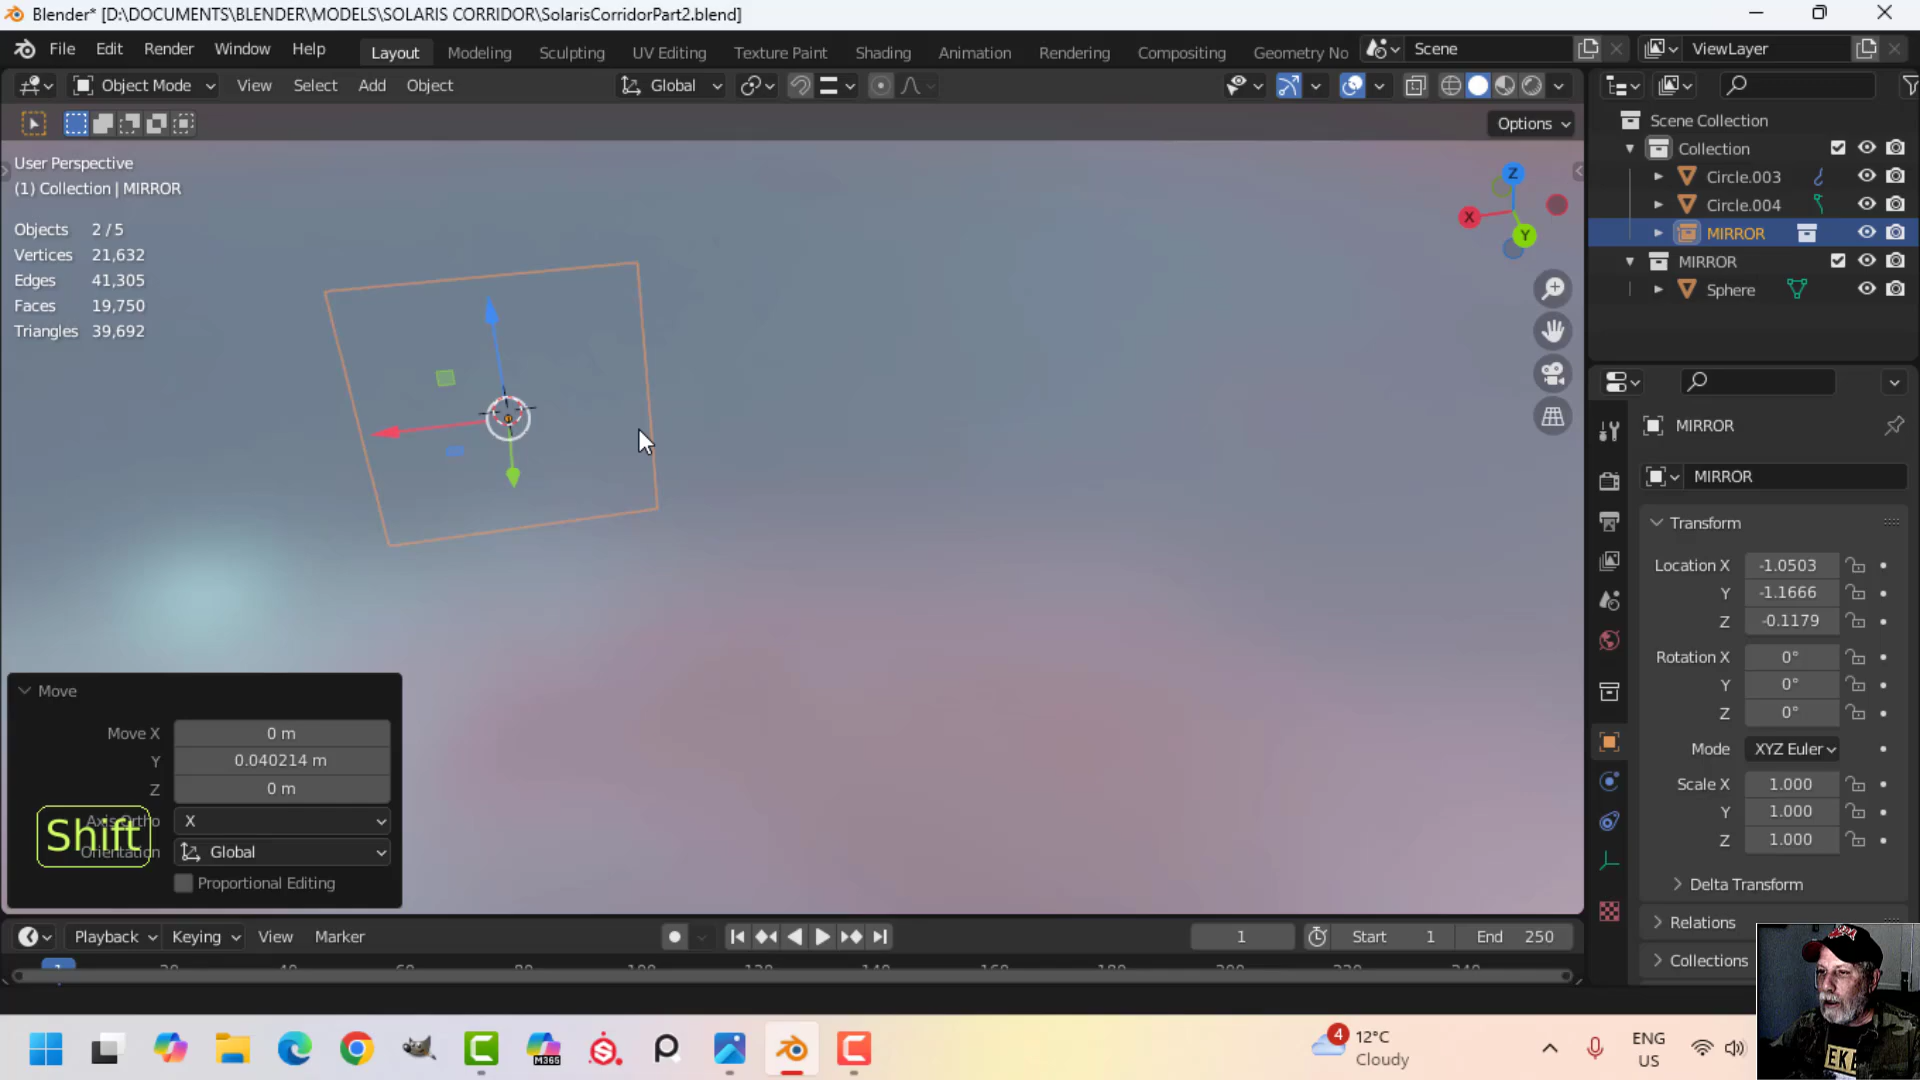 Blender* [D:\DOCUMENTS\BLENDER\MODELS\SOLARIS CORRIDOR\SolarisCorridorPart2.blend]
File Edit Render Window Help Layout Modeling Sculpting UV Editing Texture Paint Shading Animation Rendering Compositing Geometry No Scene ViewLayer
Object Mode View Select Add Object Global
Options
User Perspective
(1) Collection | MIRROR
Objects 2 / 5
Vertices 21,632
Edges 41,305
Faces 19,750
Triangles 39,692
Z
X
Y
Scene Collection
Collection
Circle.003
Circle.004
MIRROR
MIRROR
Sphere
MIRROR
MIRROR
Transform
Location X -1.0503
Y -1.1666
Z -0.1179
Rotation X 0°
Y 0°
Z 0°
Mode XYZ Euler
Scale X 1.000
Y 1.000
Z 1.000
Delta Transform
Relations
Collections
Move
Move X 0 m
Y 0.040214 m
Z 0 m
Axis Ortho X
Shift
Orientation Global
Proportional Editing
Playback Keying View Marker 1 Start 1 End 250
1
M365
4
12°C
Cloudy
ENG
US